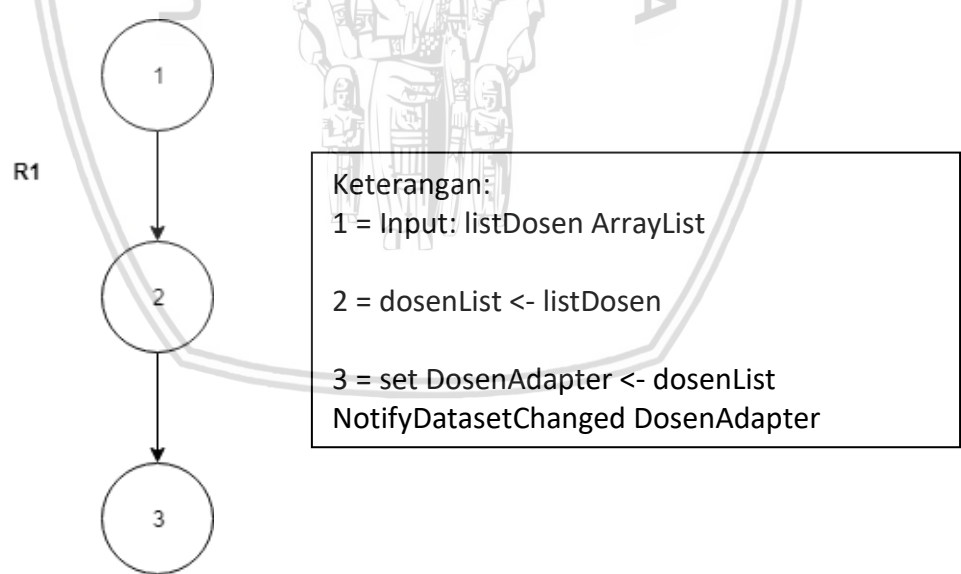 1
R1
2
3
Keterangan:
1 = Input: listDosen ArrayList
2 = dosenList <- listDosen
3 = set DosenAdapter <- dosenList
NotifyDatasetChanged DosenAdapter